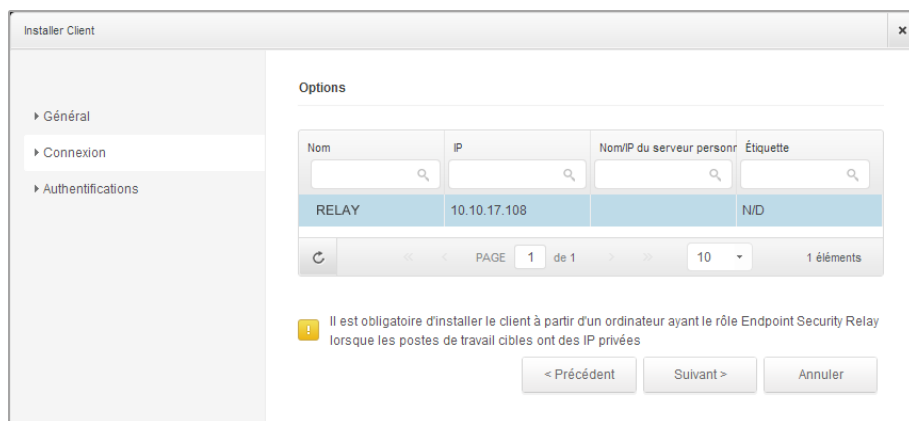 Installer Client
x
Général
Connexion
Authentifications
Options
Nom IP Nom/IP du serveur personr Étiquette
RELAY 10.10.17.108 N/D
« < PAGE 1 de 1 > » 10 1 éléments
! Il est obligatoire d'installer le client à partir d'un ordinateur ayant le rôle Endpoint Security Relay
lorsque les postes de travail cibles ont des IP privées
< Précédent Suivant > Annuler